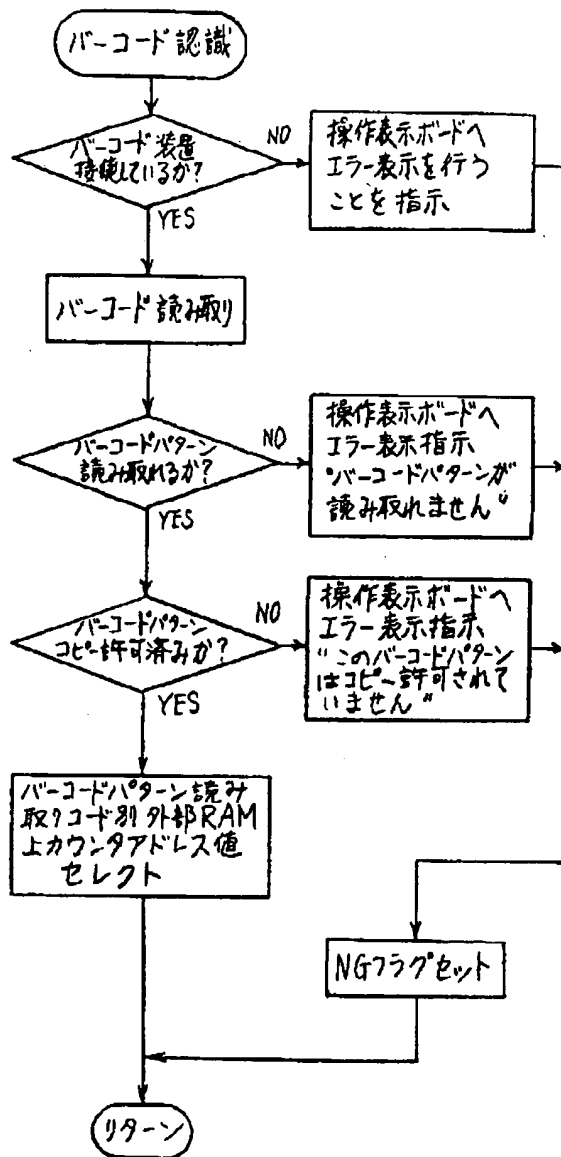 バーコード認識
バーコード装置
接続しているか?
NO
操作表示ボードへ
エラー表示を行う
ことを指示
YES
バーコード読み取り
バーコードパターン
読み取れるか?
NO
操作表示ボードへ
エラー表示指示
"バーコードパターンが
読み取れません"
YES
バーコードパターン
コピー許可済みか?
NO
操作表示ボードへ
エラー表示指示
"このバーコードパターン
はコピー許可されて
いません"
YES
バーコードパターン読み
取りコード別外部RAM
上カウンタアドレス値
セレクト
NGフラグセット
リターン